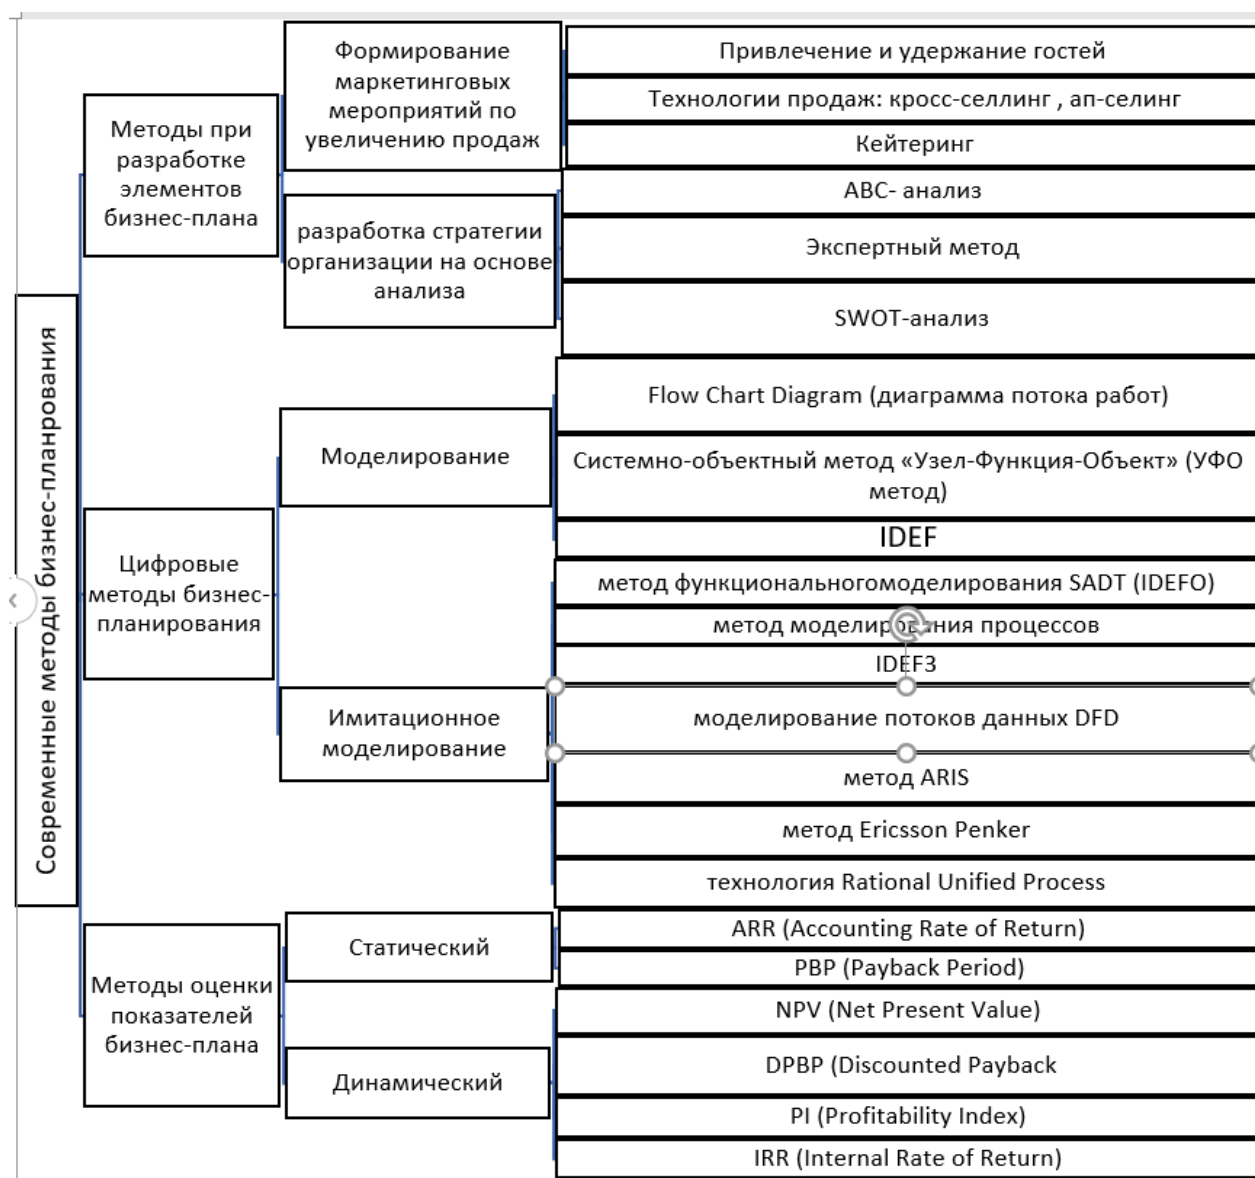 Современные методы бизнес-планрования
Методы при
разработке
элементов
бизнес-плана
Формирование
маркетинговых
мероприятий по
увеличению продаж
Привлечение и удержание гостей
Технологии продаж: кросс-селлинг , ап-селинг
Кейтеринг
разработка стратегии
организации на основе
анализа
ABC- анализ
Экспертный метод
SWOT-анализ
Цифровые
методы бизнес-
планирования
Моделирование
Flow Chart Diagram (диаграмма потока работ)
Системно-объектный метод «Узел-Функция-Объект» (УФО
метод)
IDEF
Имитационное
моделирование
метод функциональногомоделирования SADT (IDEFO)
метод моделирования процессов
IDEF3
моделирование потоков данных DFD
метод ARIS
метод Ericsson Penker
технология Rational Unified Process
Методы оценки
показателей
бизнес-плана
Статический
ARR (Accounting Rate of Return)
PBP (Payback Period)
Динамический
NPV (Net Present Value)
DPBP (Discounted Payback
PI (Profitability Index)
IRR (Internal Rate of Return)